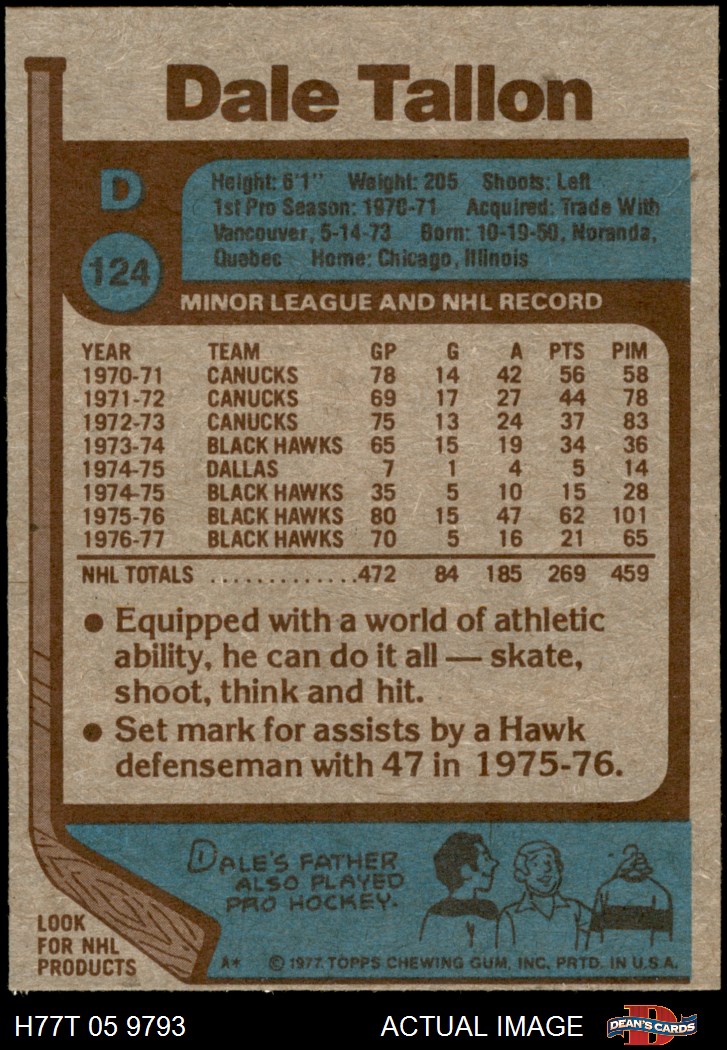 Dale Tallon
D
Height: 6'1" Weight: 205 Shoots: Left
1st Pro Season: 1970-71 Acquired: Trade With
Vancouver, 5-14-73 Born: 10-19-50, Noranda,
Quebec Home: Chicago, Illinois
124
MINOR LEAGUE AND NHL RECORD
YEAR TEAM GP G A PTS PIM
1970-71 CANUCKS 78 14 42 56 58
1971-72 CANUCKS 69 17 27 44 78
1972-73 CANUCKS 75 13 24 37 83
1973-74 BLACK HAWKS 65 15 19 34 36
1974-75 DALLAS 7 1 4 5 14
1974-75 BLACK HAWKS 35 5 10 15 28
1975-76 BLACK HAWKS 80 15 47 62 101
1976-77 BLACK HAWKS 70 5 16 21 65
NHL TOTALS .............472 84 185 269 459
● Equipped with a world of athletic
ability, he can do it all — skate,
shoot, think and hit.
● Set mark for assists by a Hawk
defenseman with 47 in 1975-76.
DALE'S FATHER
ALSO PLAYED
PRO HOCKEY.
LOOK
FOR NHL
PRODUCTS
A* © 1977 TOPPS CHEWING GUM, INC. PRTD. IN U.S.A.
H77T 05 9793 ACTUAL IMAGE DEAN'S CARDS